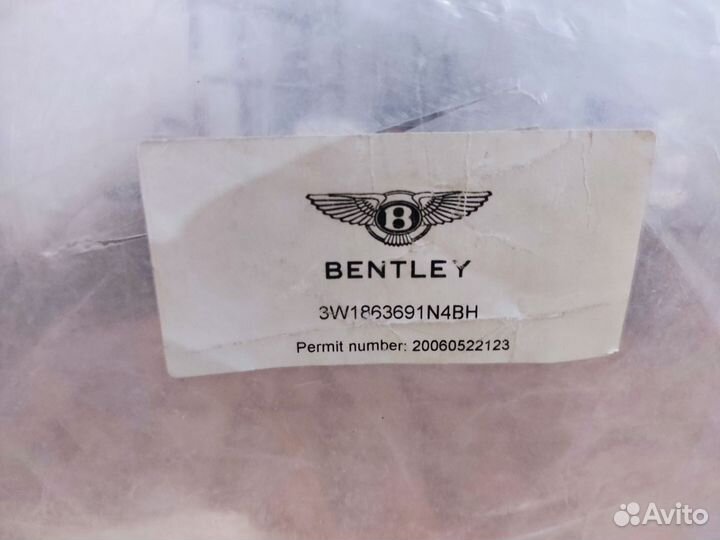 B
BENTLEY
3W1863691N4BH
Permit number: 20060522123
Avito